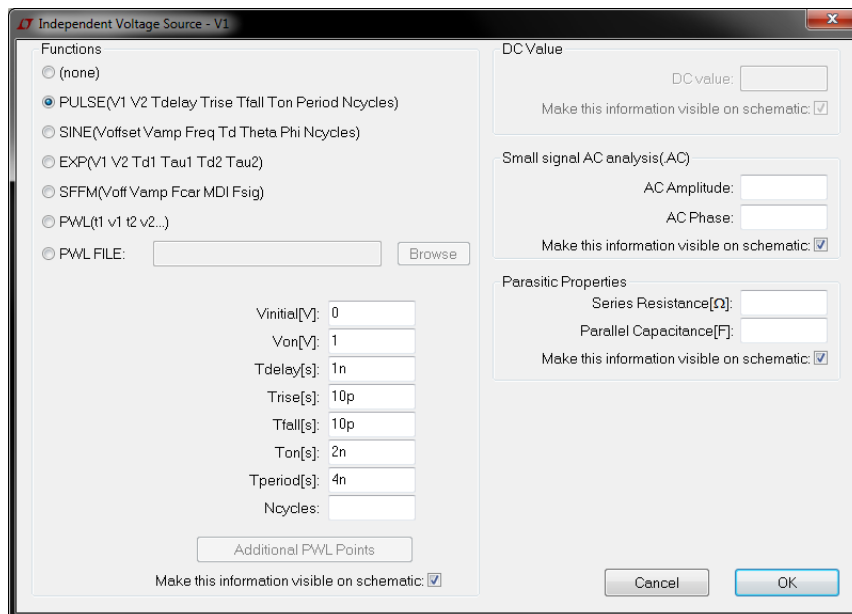 Independent Voltage Source - V1
Functions
(none)
PULSE(V1 V2 Tdelay Trise Tfall Ton Period Ncycles)
SINE(Voffset Vamp Freq Td Theta Phi Ncycles)
EXP(V1 V2 Td1 Tau1 Td2 Tau2)
SFFM(Voff Vamp Fcar MDI Fsig)
PWL(t1 v1 t2 v2...)
PWL FILE: Browse
Vinitial[V]: 0
Von[V]: 1
Tdelay[s]: 1n
Trise[s]: 10p
Tfall[s]: 10p
Ton[s]: 2n
Tperiod[s]: 4n
Ncycles:
Additional PWL Points
Make this information visible on schematic:
DC Value
DC value:
Make this information visible on schematic:
Small signal AC analysis(.AC)
AC Amplitude:
AC Phase:
Make this information visible on schematic:
Parasitic Properties
Series Resistance[Ω]:
Parallel Capacitance[F]:
Make this information visible on schematic:
Cancel OK